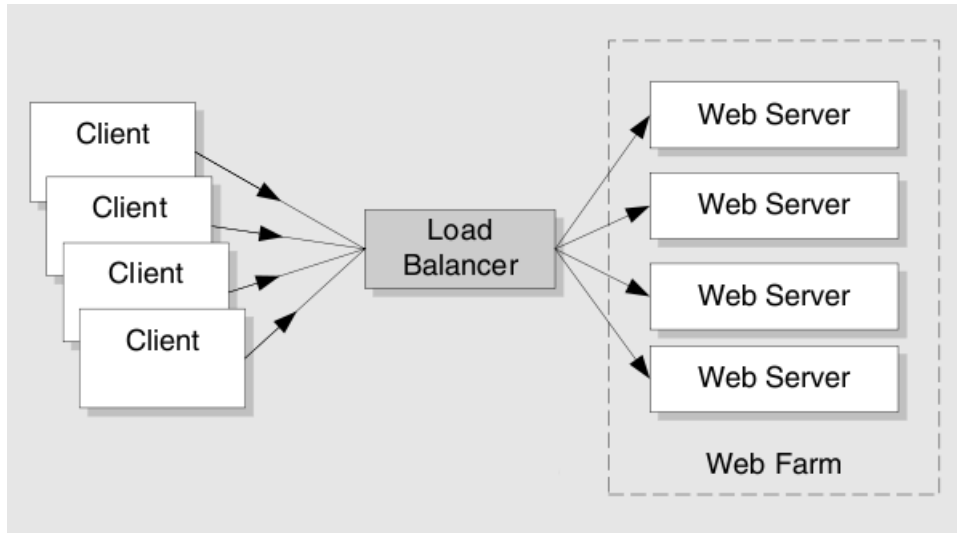 Client
Client
Client
Client
Load
Balancer
Web Server
Web Server
Web Server
Web Server
Web Farm